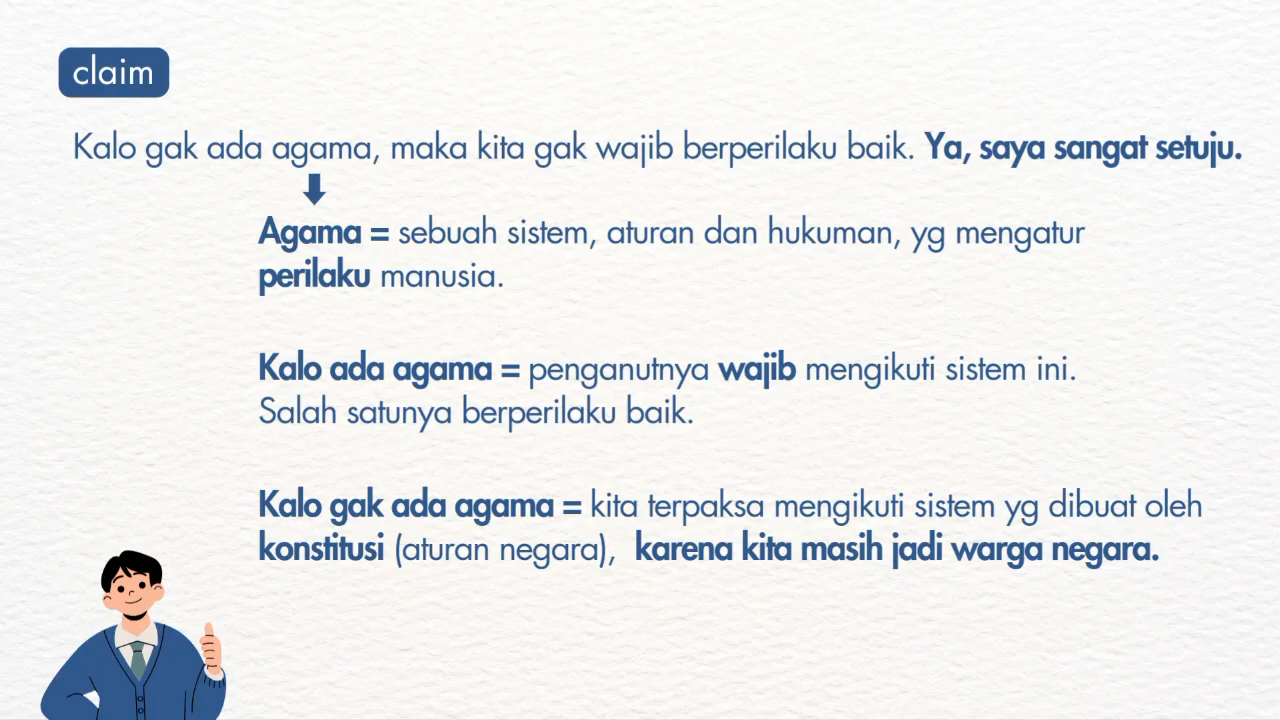 claim
Kalo gak ada agama, maka kita gak wajib berperilaku baik. Ya, saya sangat setuju.
Agama = sebuah sistem, aturan dan hukuman, yg mengatur
perilaku manusia.
Kalo ada agama = penganutnya wajib mengikuti sistem ini.
Salah satunya berperilaku baik.
Kalo gak ada agama = kita terpaksa mengikuti sistem yg dibuat oleh
konstitusi (aturan negara), karena kita masih jadi warga negara.